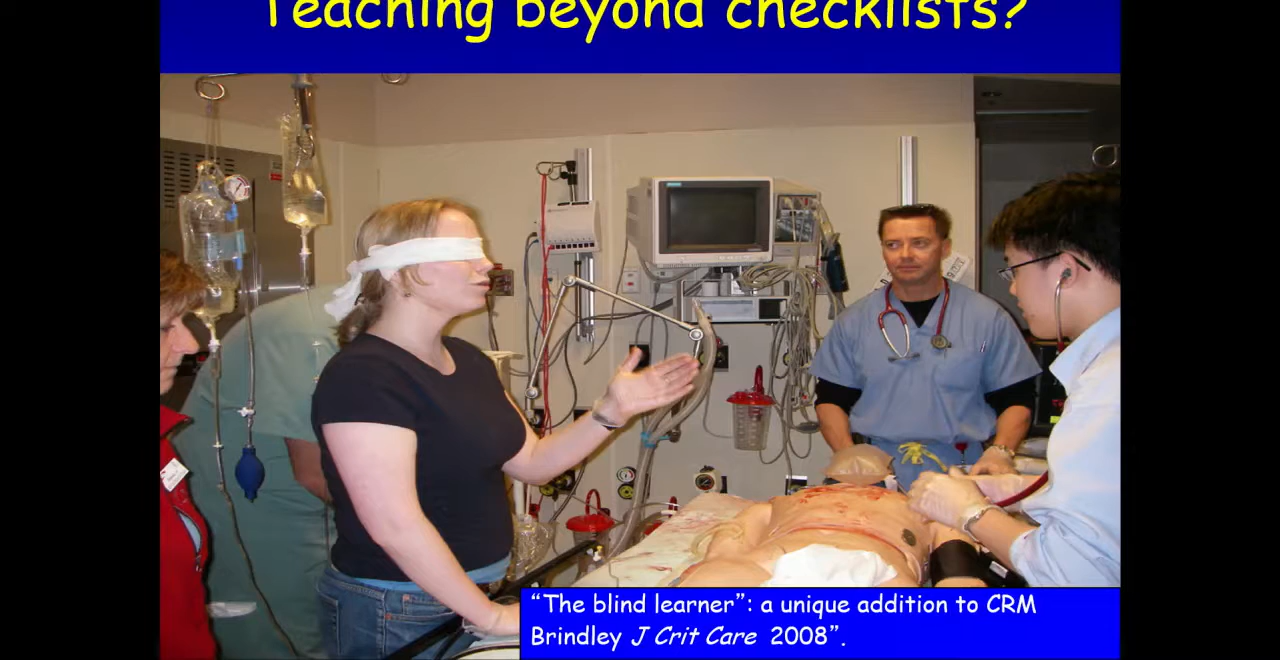 Teaching beyond checklists?
“The blind learner”: a unique addition to CRM
Brindley J Crit Care 2008”.